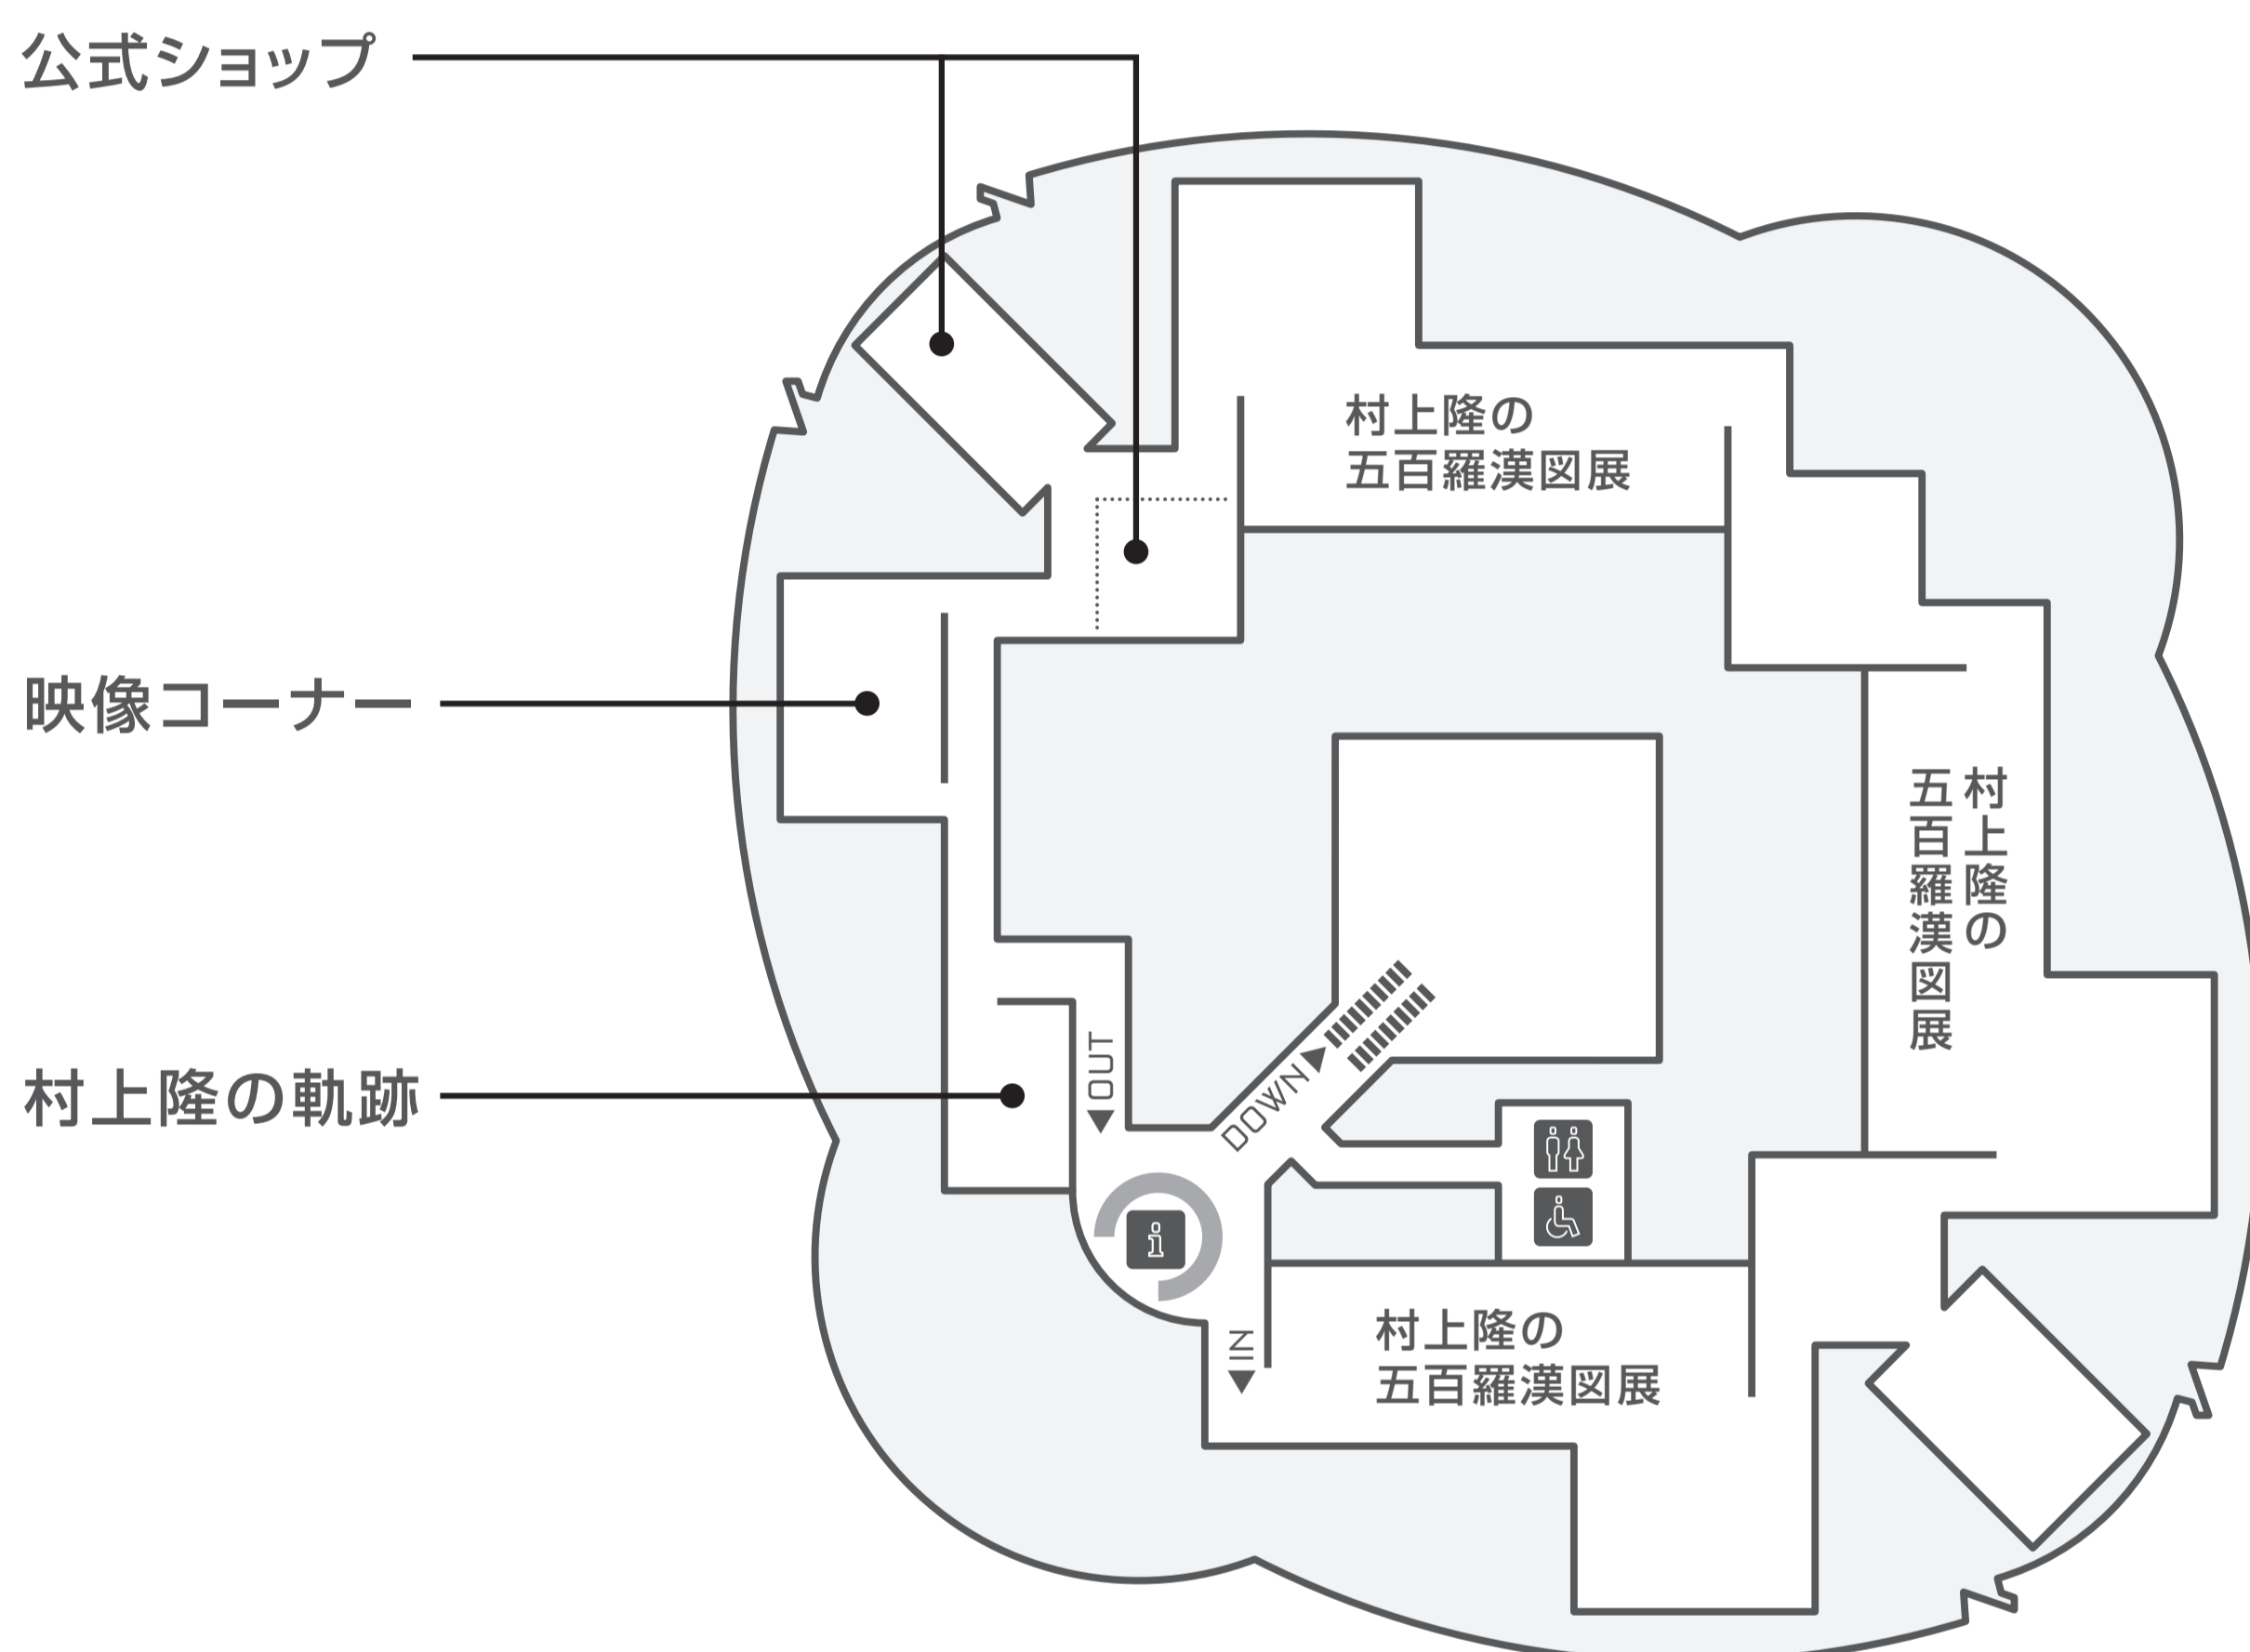 公式ショップ
村上隆の
五百羅漢図展
映像コーナー
村上隆の
五百羅漢図展
村上隆の軌跡
OUT
DOWN
IN
村上隆の
五百羅漢図展